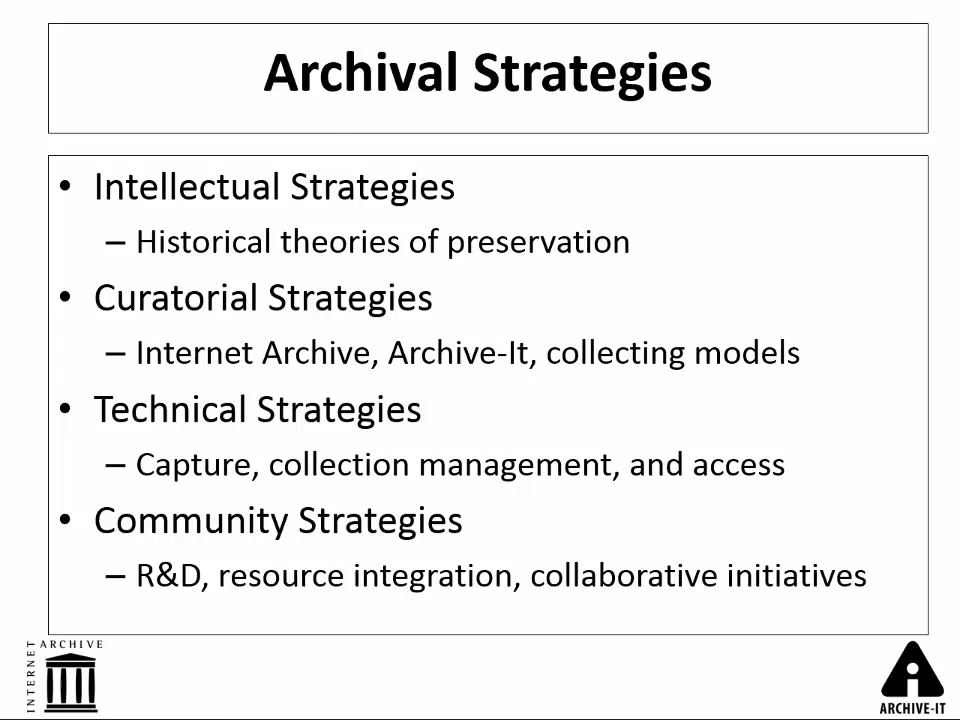 Archival Strategies
• Intellectual Strategies
– Historical theories of preservation
• Curatorial Strategies
– Internet Archive, Archive-It, collecting models
• Technical Strategies
– Capture, collection management, and access
• Community Strategies
– R&D, resource integration, collaborative initiatives
INTERNET ARCHIVE
ARCHIVE-IT